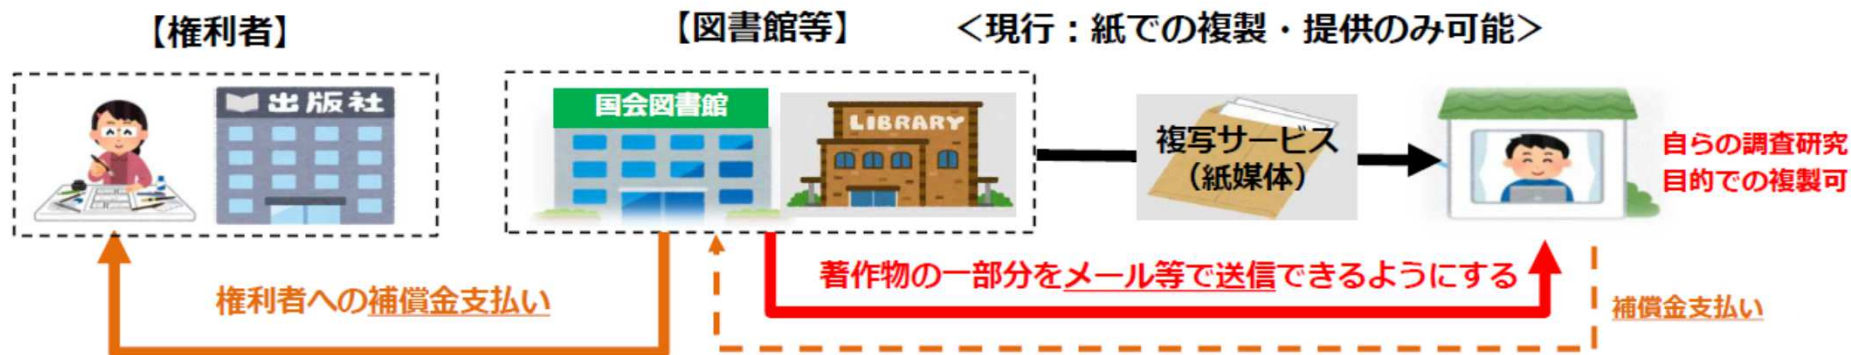 【権利者】
【図書館等】
＜現行：紙での複製・提供のみ可能＞
出版社
国会図書館
LIBRARY
複写サービス
（紙媒体）
自らの調査研究
目的での複製可
著作物の一部分をメール等で送信できるようにする
権利者への補償金支払い
補償金支払い